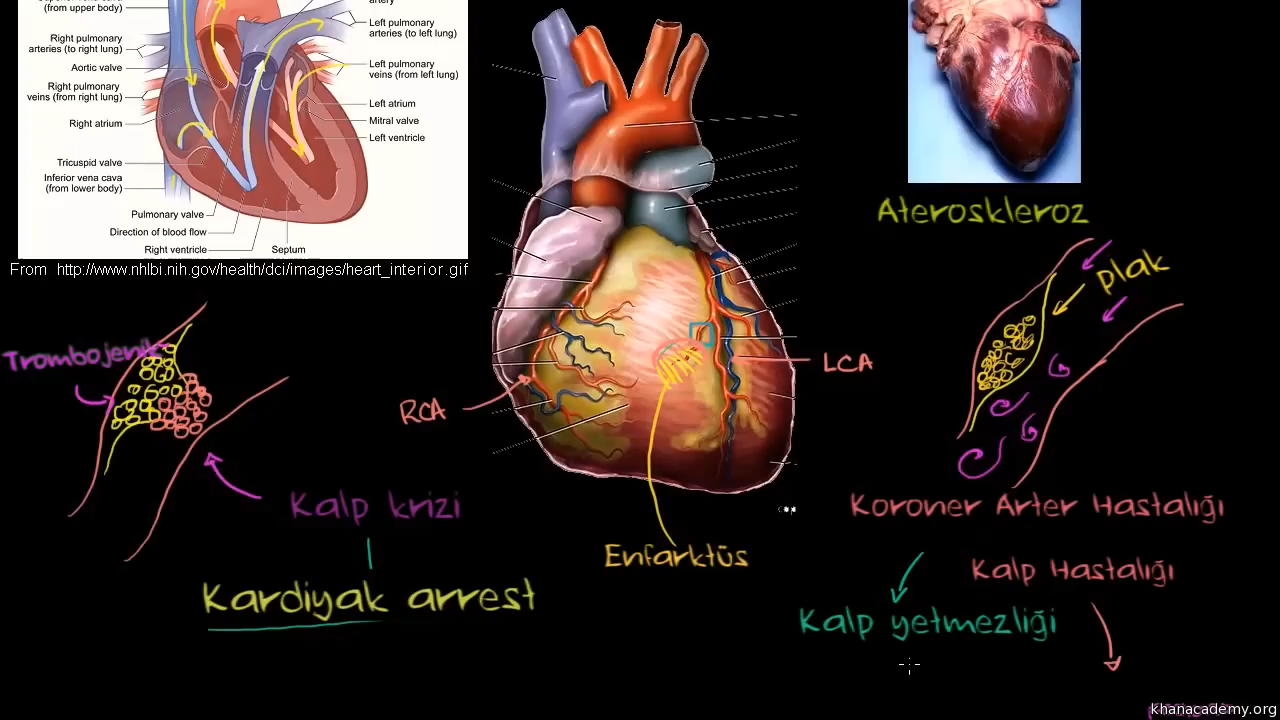 (from upper body)
artery
Left pulmonary
arteries (to left lung)
Right pulmonary
arteries (to right lung)
Aortic valve
Left pulmonary
veins (from left lung)
Right pulmonary
veins (from right lung)
Left atrium
Right atrium
Mitral valve
Left ventricle
Tricuspid valve
Inferior vena cava
(from lower body)
Pulmonary valve
Direction of blood flow
Right ventricle
Septum
From http://www.nhlbi.nih.gov/health/dci/images/heart_interior.gif
Ateroskleroz
plak
Trombojenik
LCA
RCA
Kalp krizi
Koroner Arter Hastalığı
Enfarktüs
Kalp Hastalığı
Kardiyak arrest
Kalp yetmezliği
khanacademy.org